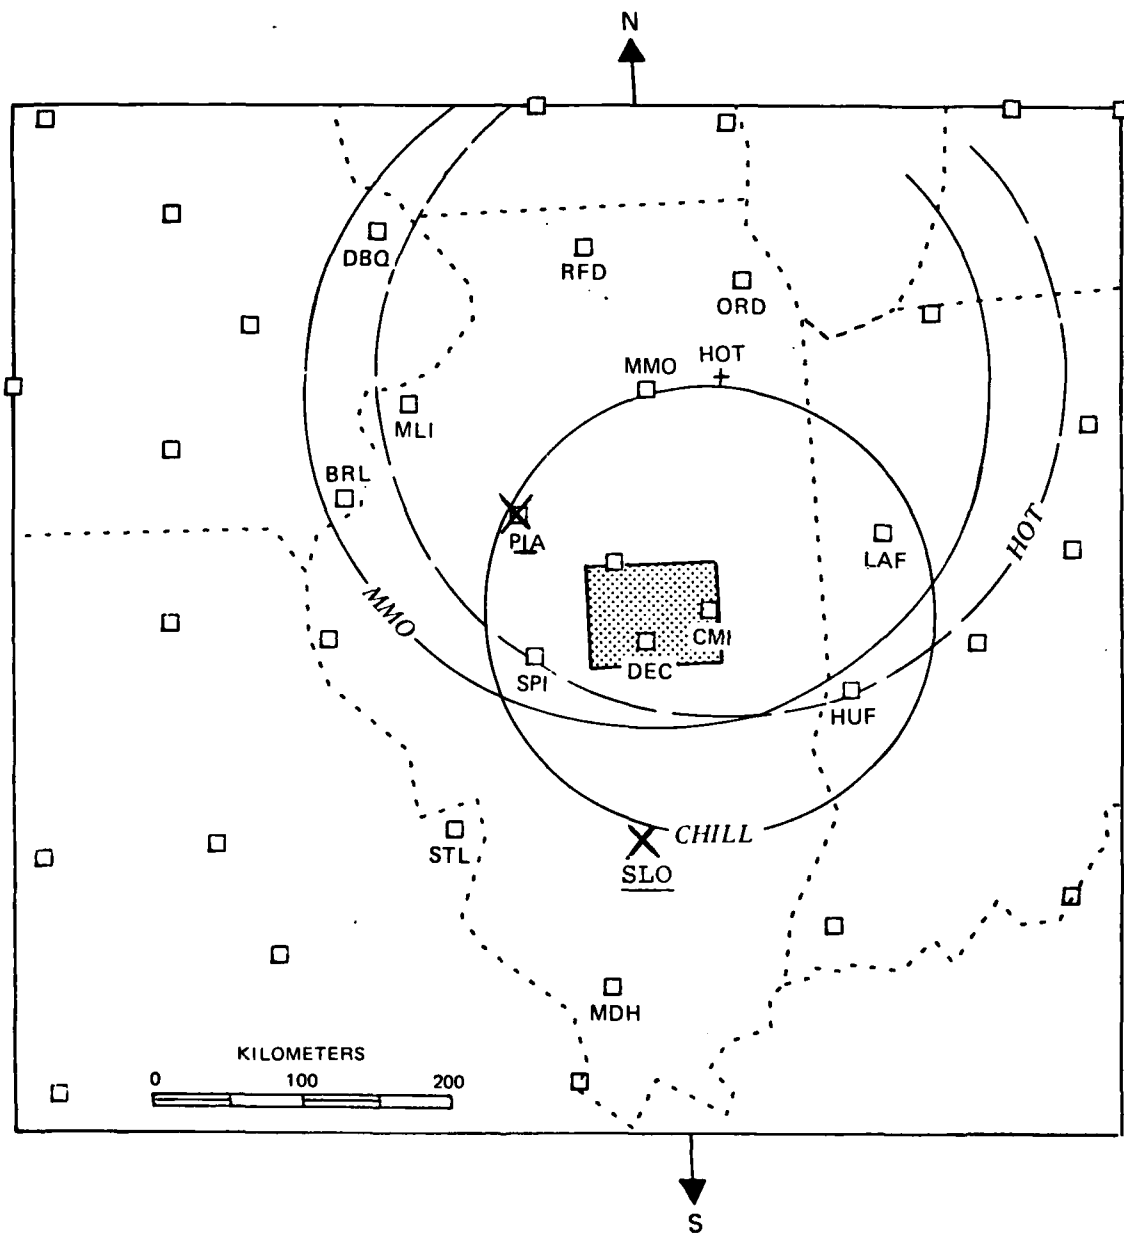 N
DBQ
RFD
ORD
MMO
HOT
MLI
BRL
PIA
LAF
HOT
MMO
CMI
SPI
DEC
HUF
CHILL
STL
SLO
MDH
KILOMETERS
0 100 200
S